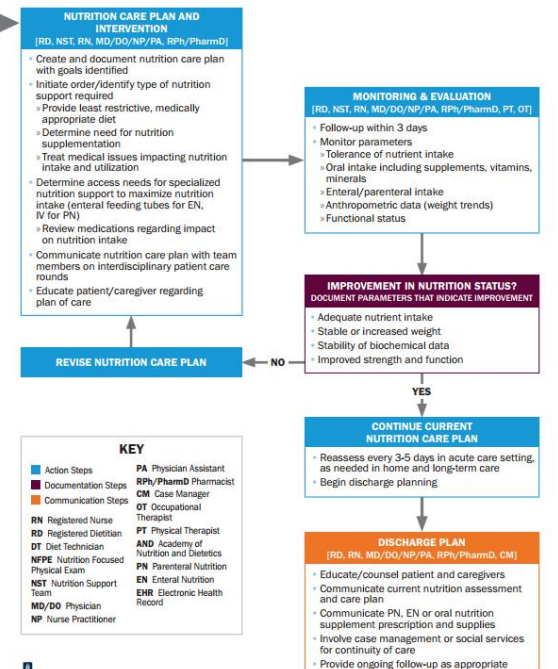 NUTRITION CARE PLAN AND
INTERVENTION
[RD, NST, RN, MD/DO/NP/PA, RPh/PharmD]
Create and document nutrition care plan
with goals identified
Initiate order/identify type of nutrition
support required
» Provide least restrictive, medically
appropriate diet
» Determine need for nutrition
supplementation
» Treat medical issues impacting nutrition
intake and utilization
Determine access needs for specialized
nutrition support to maximize nutrition
intake (enteral feeding tubes for EN,
IV for PN)
» Review medications regarding impact
on nutrition intake
Communicate nutrition care plan with team
members on interdisciplinary patient care
rounds
Educate patient/caregiver regarding
plan of care
MONITORING & EVALUATION
[RD, NST, RN, MD/DO/NP/PA, RPh/PharmD, PT, OT]
Follow-up within 3 days
Monitor parameters
» Tolerance of nutrient intake
» Oral intake including supplements, vitamins,
minerals
» Enteral/parenteral intake
» Anthropometric data (weight trends)
» Functional status
IMPROVEMENT IN NUTRITION STATUS?
DOCUMENT PARAMETERS THAT INDICATE IMPROVEMENT
Adequate nutrient intake
Stable or increased weight
Stability of biochemical data
Improved strength and function
NO
REVISE NUTRITION CARE PLAN
YES
CONTINUE CURRENT
NUTRITION CARE PLAN
Reassess every 3-5 days in acute care setting,
as needed in home and long-term care
Begin discharge planning
DISCHARGE PLAN
[RD, RN, MD/DO/NP/PA, RPh/PharmD, CM]
Educate/counsel patient and caregivers
Communicate current nutrition assessment
and care plan
Communicate PN, EN or oral nutrition
supplement prescription and supplies
Involve case management or social services
for continuity of care
Provide ongoing follow-up as appropriate
KEY
Action Steps
Documentation Steps
Communication Steps
RN Registered Nurse
RD Registered Dietitian
DT Diet Technician
NFPE Nutrition Focused
Physical Exam
NST Nutrition Support
Team
MD/DO Physician
NP Nurse Practitioner
PA Physician Assistant
RPh/PharmD Pharmacist
CM Case Manager
OT Occupational
Therapist
PT Physical Therapist
AND Academy of
Nutrition and Dietetics
PN Parenteral Nutrition
EN Enteral Nutrition
EHR Electronic Health
Record